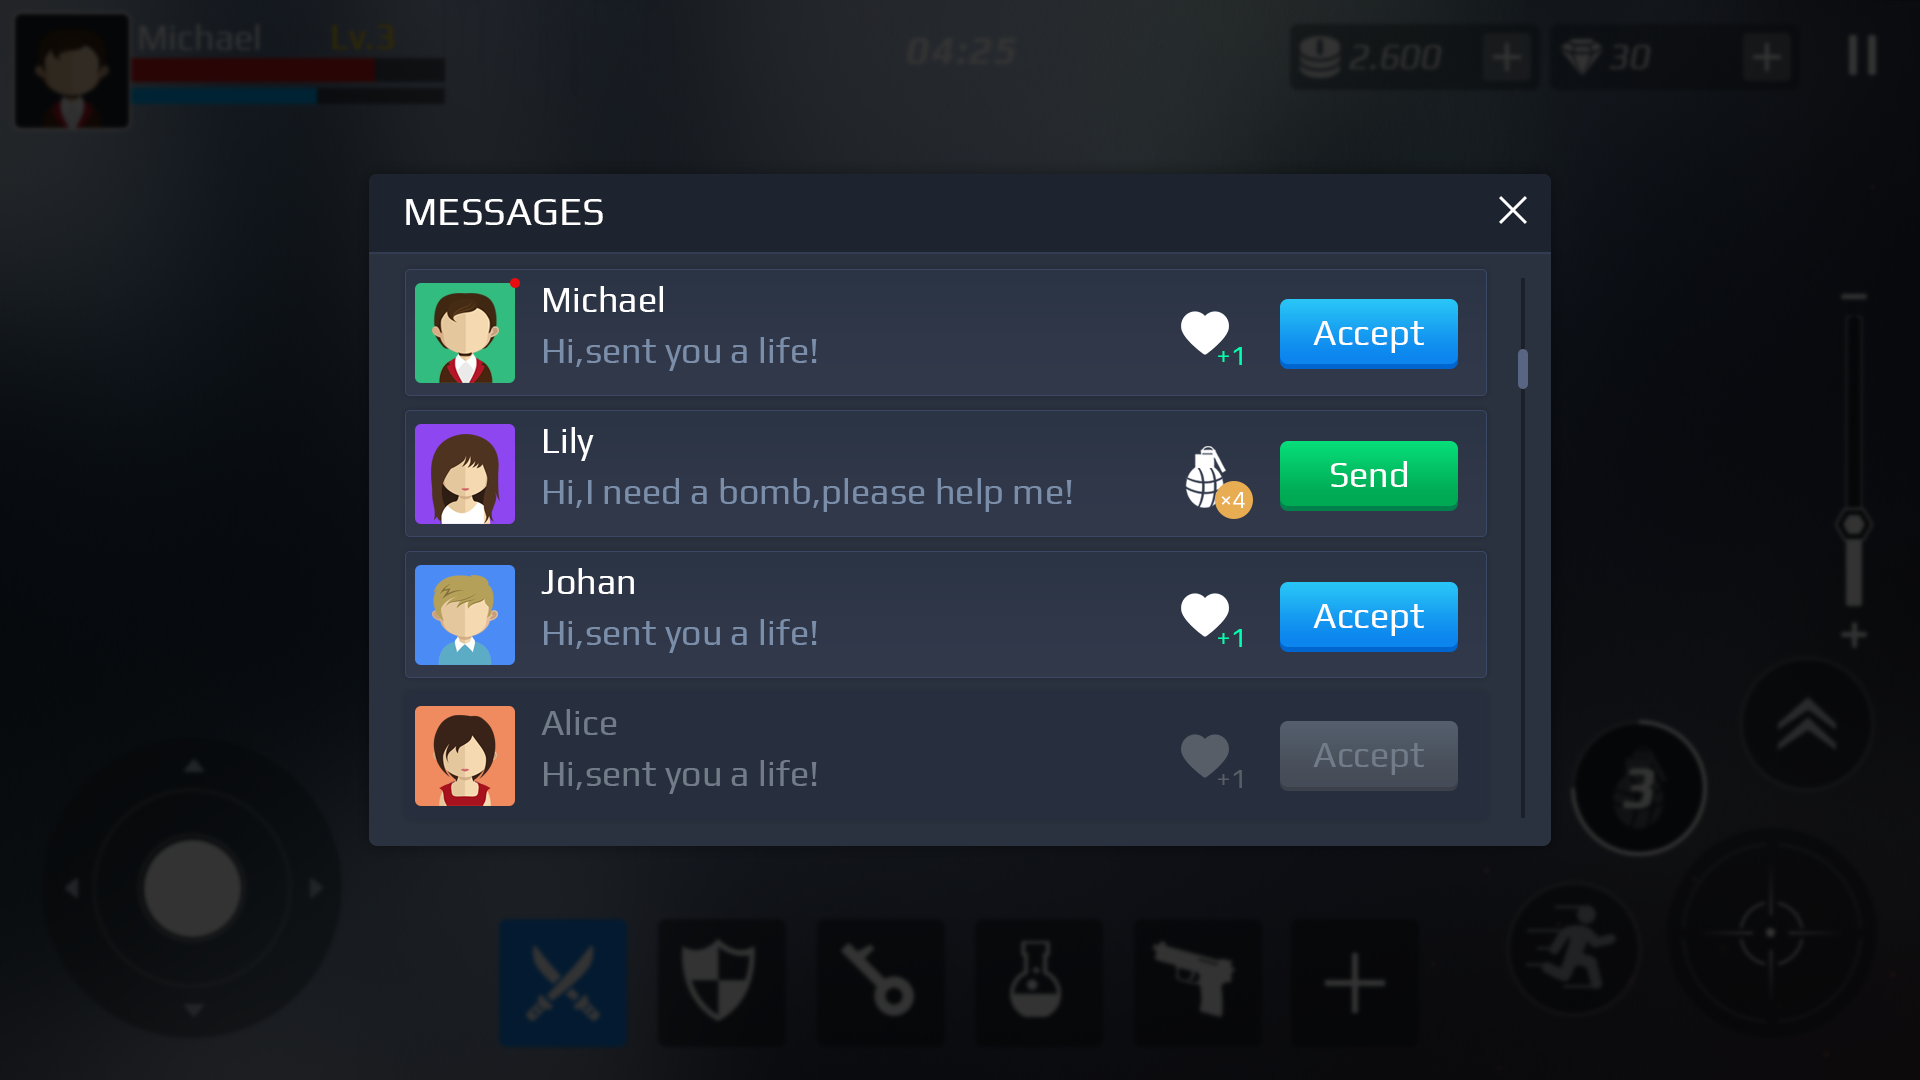 Michael Lv.3
04:25
2.600
30
MESSAGES
Michael
Hi,sent you a life!
+1
Accept
Lily
Hi,I need a bomb,please help me!
×4
Send
Johan
Hi,sent you a life!
+1
Accept
Alice
Hi,sent you a life!
+1
Accept
3